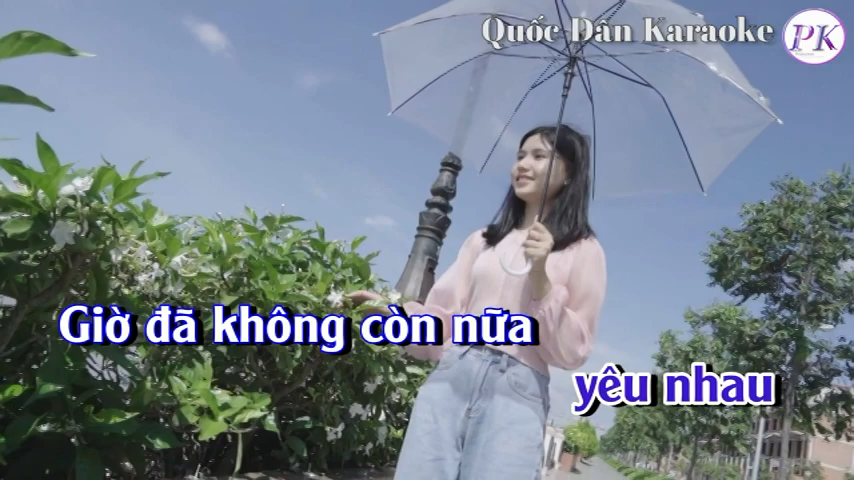 Quốc Dân Karaoke
PK
Giờ đã không còn nữa
yêu nhau